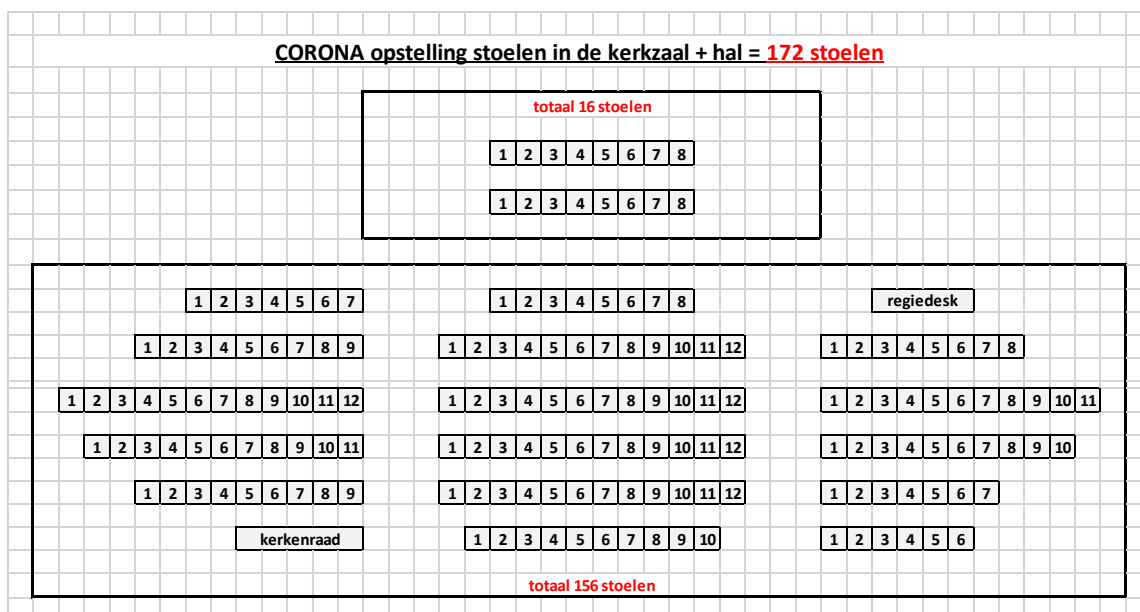 CORONA opstelling stoelen in de kerkzaal + hal = 172 stoelen
totaal 16 stoelen
1 2 3 4 5 6 7 8
1 2 3 4 5 6 7 8
1 2 3 4 5 6 7 1 2 3 4 5 6 7 8 regiedesk
1 2 3 4 5 6 7 8 9 1 2 3 4 5 6 7 8 9 10 11 12 1 2 3 4 5 6 7 8
1 2 3 4 5 6 7 8 9 10 11 12 1 2 3 4 5 6 7 8 9 10 11 12 1 2 3 4 5 6 7 8 9 10 11
1 2 3 4 5 6 7 8 9 10 11 1 2 3 4 5 6 7 8 9 10 11 12 1 2 3 4 5 6 7 8 9 10
1 2 3 4 5 6 7 8 9 1 2 3 4 5 6 7 8 9 10 11 12 1 2 3 4 5 6 7
kerkenraad 1 2 3 4 5 6 7 8 9 10 1 2 3 4 5 6
totaal 156 stoelen